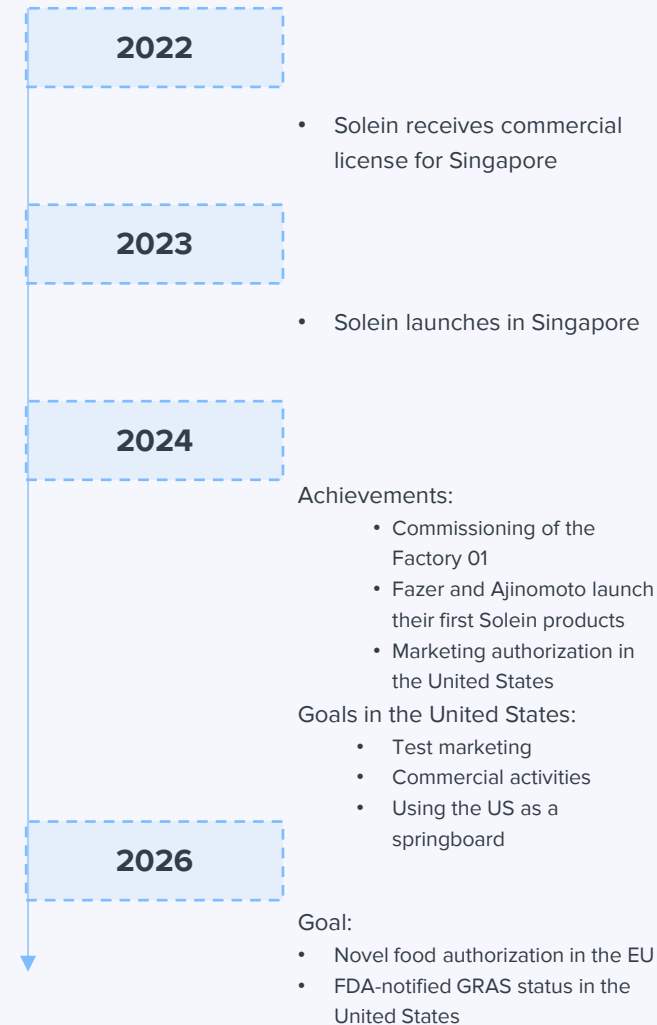 2022
• Solein receives commercial
license for Singapore
2023
• Solein launches in Singapore
2024
Achievements:
• Commissioning of the
Factory 01
• Fazer and Ajinomoto launch
their first Solein products
• Marketing authorization in
the United States
Goals in the United States:
• Test marketing
• Commercial activities
• Using the US as a
springboard
2026
Goal:
• Novel food authorization in the EU
• FDA-notified GRAS status in the
United States